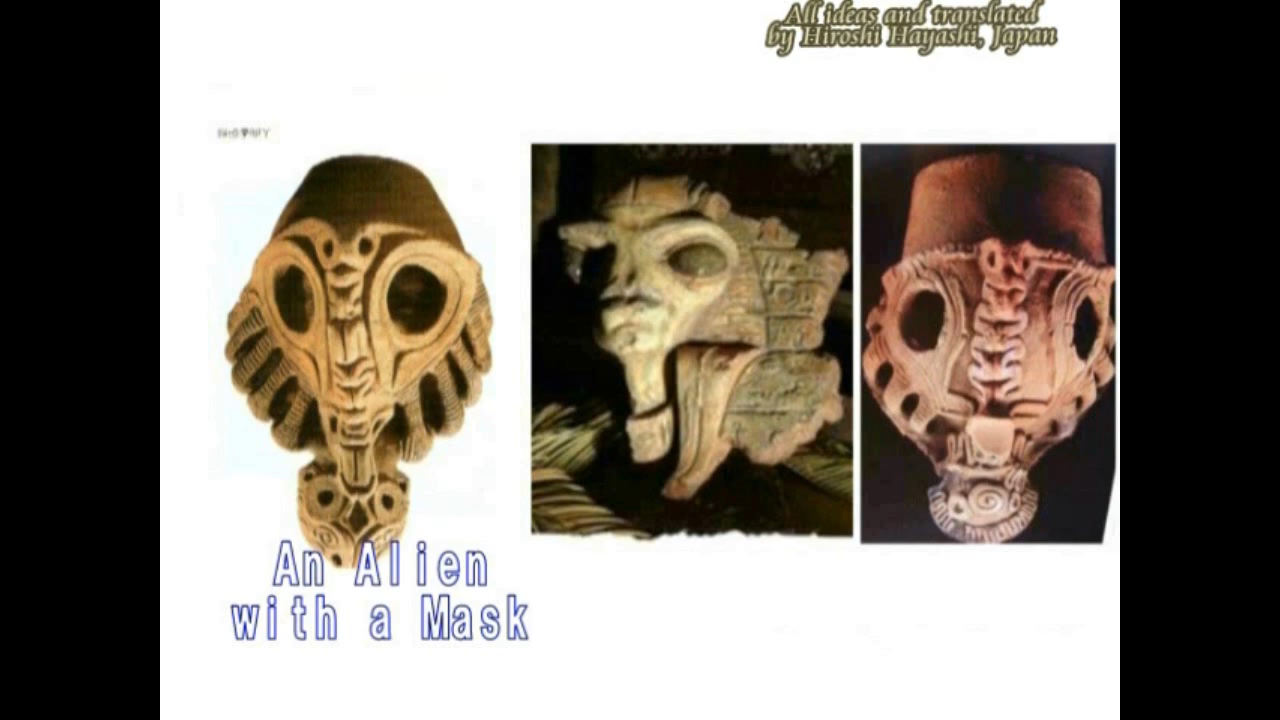 All ideas and translated
by Hiroshi Hayashi, Japan
An Alien
with a Mask